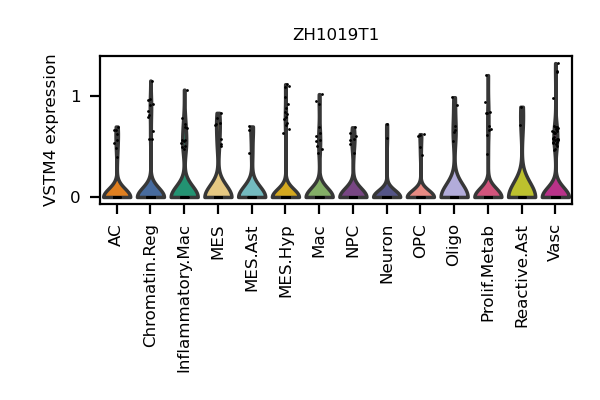 ZH1019T1
VSTM4 expression
1
0
AC
Chromatin.Reg
Inflammatory.Mac
MES
MES.Ast
MES.Hyp
Mac
NPC
Neuron
OPC
Oligo
Prolif.Metab
Reactive.Ast
Vasc